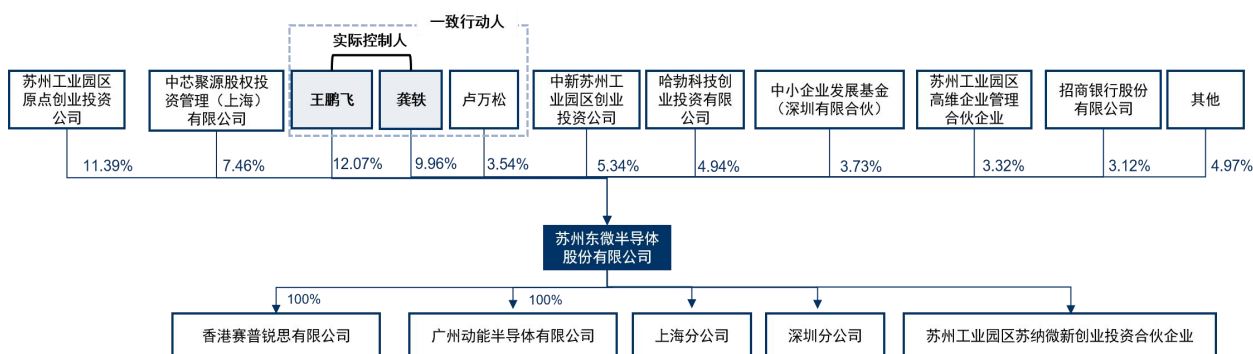 一致行动人
实际控制人
苏州工业园区
原点创业投资
公司
中芯聚源股权投
资管理（上海）
有限公司
王鹏飞
龚轶
卢万松
中新苏州工
业园区创业
投资公司
哈勃科技创
业投资有限
公司
中小企业发展基金
（深圳有限合伙）
苏州工业园区
高维企业管理
合伙企业
招商银行股份
有限公司
其他
11.39%
7.46%
12.07%
9.96%
3.54%
5.34%
4.94%
3.73%
3.32%
3.12%
4.97%
苏州东微半导体
股份有限公司
100%
100%
香港赛普锐思有限公司
广州动能半导体有限公司
上海分公司
深圳分公司
苏州工业园区苏纳微新创业投资合伙企业